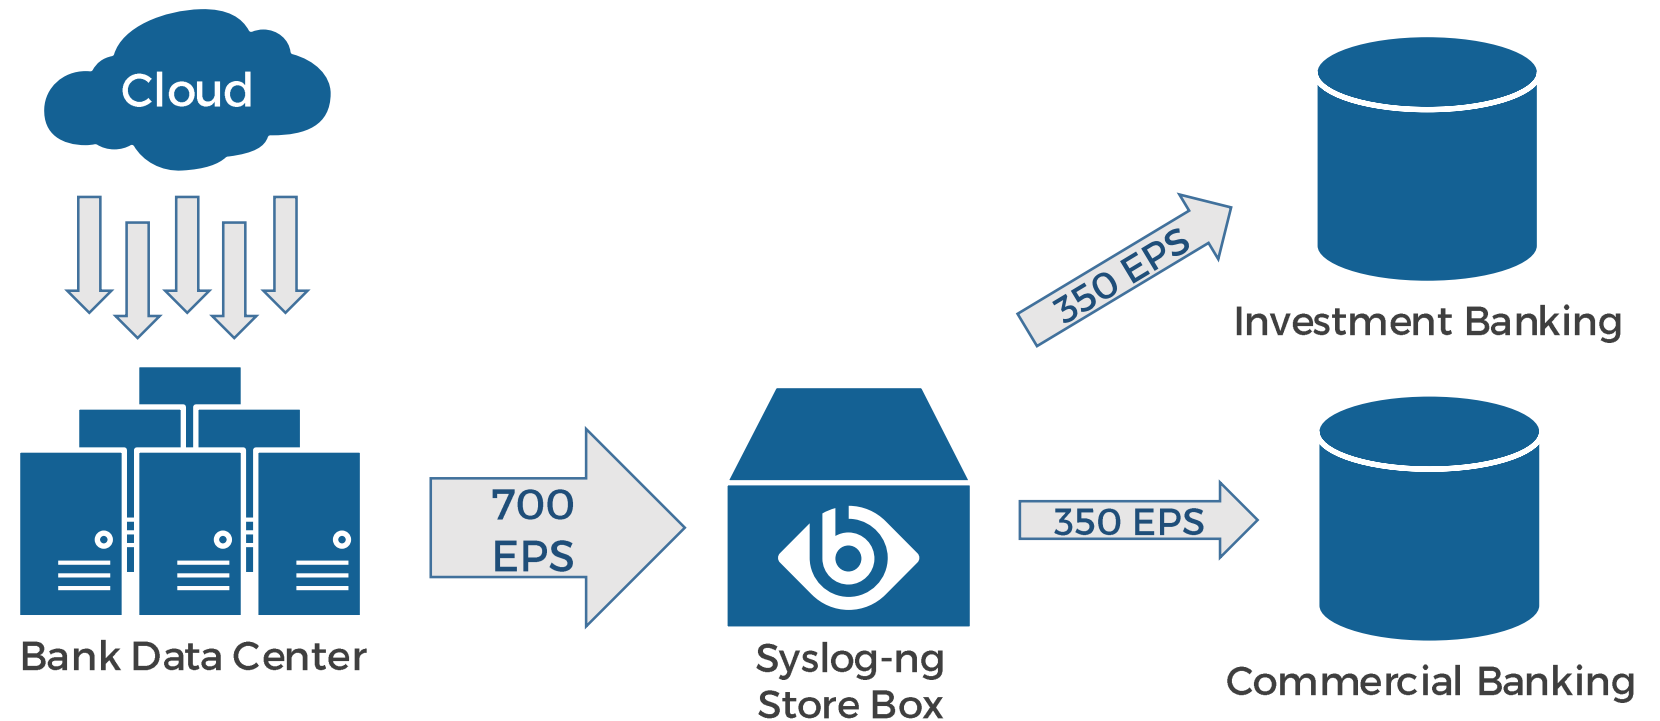 Cloud
350 EPS
Investment Banking
700
EPS
350 EPS
Bank Data Center
Syslog-ng
Store Box
Commercial Banking